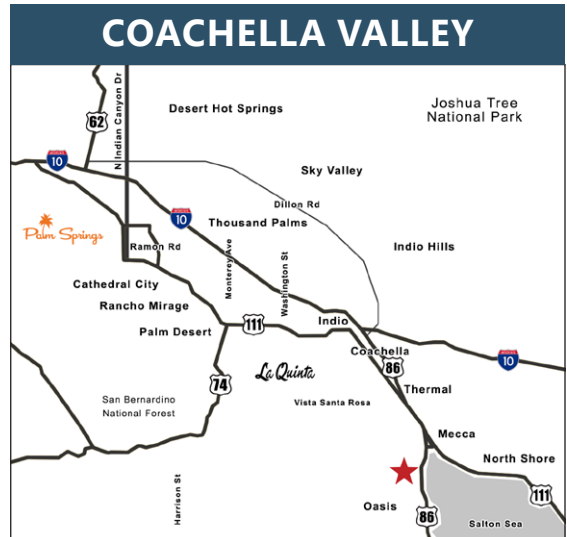 COACHELLA VALLEY
N Indian Canyon Dr
62
Desert Hot Springs
Joshua Tree
National Park
10
Sky Valley
Dillon Rd
10
Thousand Palms
Palm Springs
Ramon Rd
Indio Hills
Monterey Ave
Washington St
Cathedral City
Rancho Mirage
Palm Desert
111
Indio
Coachella
86
10
74
La Quinta
Thermal
San Bernardino
National Forest
Vista Santa Rosa
Mecca
North Shore
Harrison St
Oasis
86
111
Salton Sea